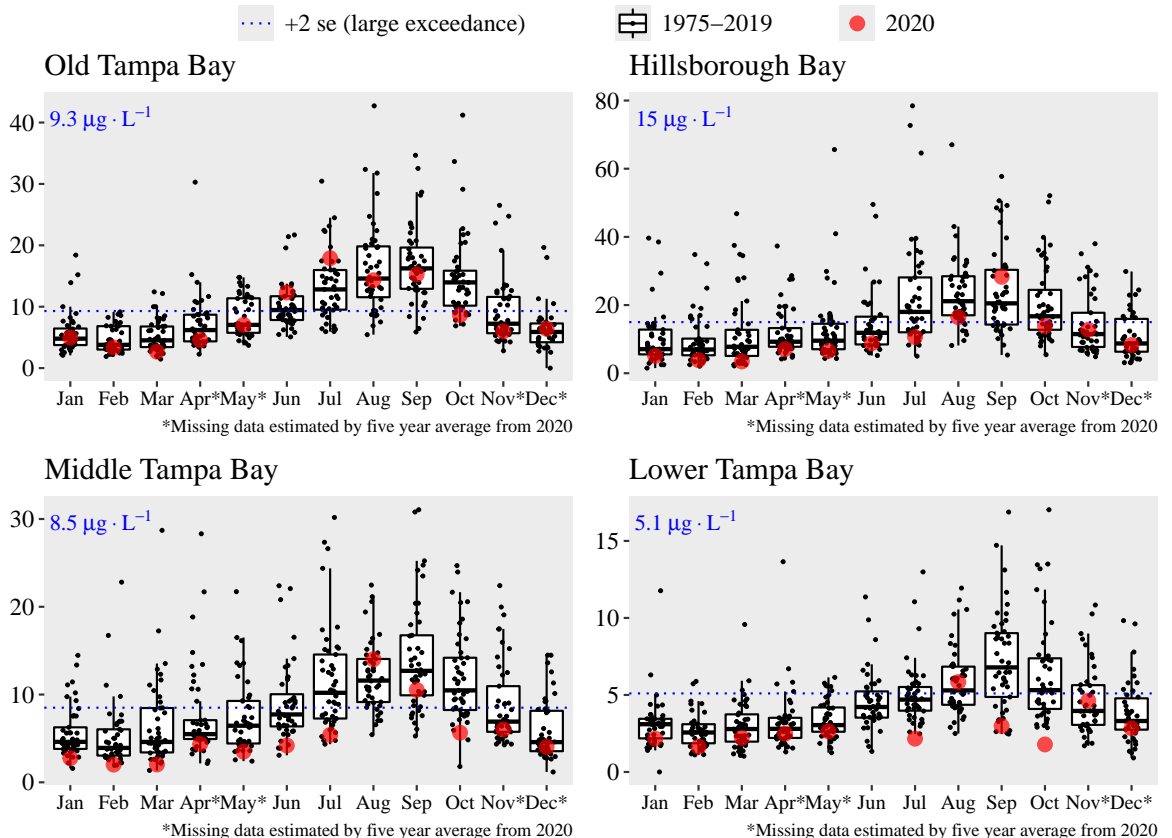 +2 se (large exceedance) 1975–2019 2020
Old Tampa Bay
9.3 µg · L⁻¹
40
30
20
10
0
Jan Feb Mar Apr* May* Jun Jul Aug Sep Oct Nov* Dec*
*Missing data estimated by five year average from 2020
Hillsborough Bay
15 µg · L⁻¹
80
60
40
20
0
Jan Feb Mar Apr* May* Jun Jul Aug Sep Oct Nov* Dec*
*Missing data estimated by five year average from 2020
Middle Tampa Bay
8.5 µg · L⁻¹
30
20
10
0
Jan Feb Mar Apr* May* Jun Jul Aug Sep Oct Nov* Dec*
*Missing data estimated by five year average from 2020
Lower Tampa Bay
5.1 µg · L⁻¹
15
10
5
0
Jan Feb Mar Apr* May* Jun Jul Aug Sep Oct Nov* Dec*
*Missing data estimated by five year average from 2020